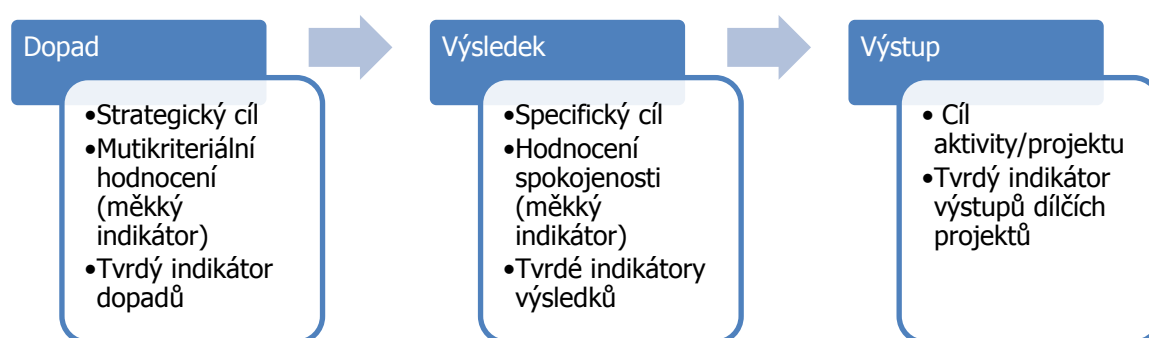 Dopad
•Strategický cíl
•Mutikriteriální
hodnocení
(měkký
indikátor)
•Tvrdý indikátor
dopadů
Výsledek
•Specifický cíl
•Hodnocení
spokojenosti
(měkký
indikátor)
•Tvrdé indikátory
výsledků
Výstup
• Cíl
aktivity/projektu
•Tvrdý indikátor
výstupů dílčích
projektů